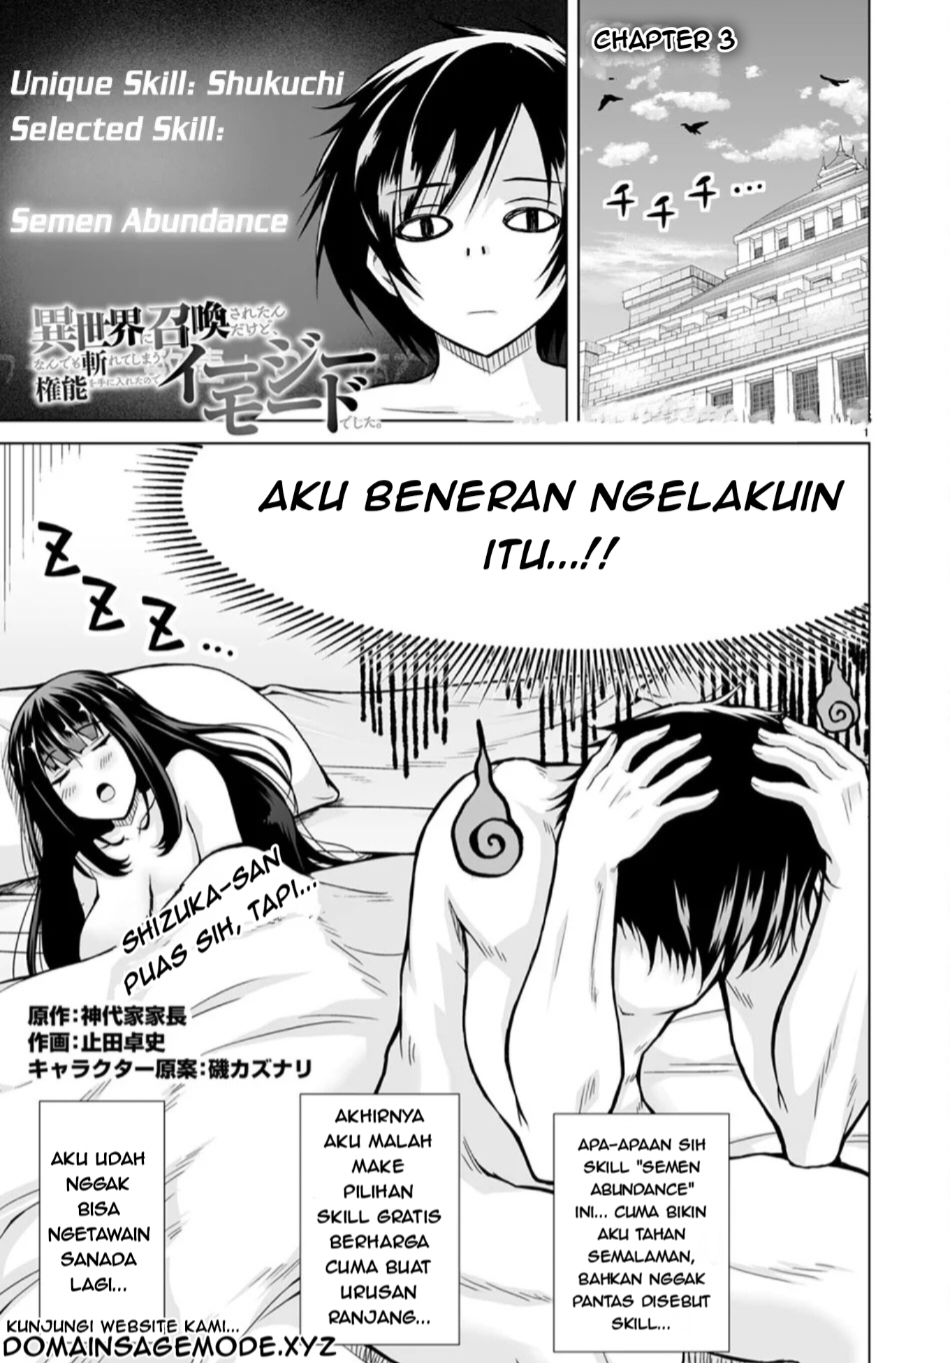 CHAPTER 3
チチチ...
Unique Skill: Shukuchi
Selected Skill:
Semen Abundance
異世界に召喚されたんだけど、
なんでも斬れてしまう
権能を手に入れたので
イージー
モードでした。
1
AKU BENERAN NGELAKUIN
ITU...!!
Z Z Z Z...
SHIZUKA-SAN
PUAS SIH, TAPI...
原作:神代家家長
作画:止田卓史
キャラクター原案:磯カズナリ
APA-APAAN SIH
SKILL "SEMEN
ABUNDANCE"
INI... CUMA BIKIN
AKU TAHAN
SEMALAMAN,
BAHKAN NGGAK
PANTAS DISEBUT
SKILL...
AKHIRNYA
AKU MALAH
MAKE
PILIHAN
SKILL GRATIS
BERHARGA
CUMA BUAT
URUSAN
RANJANG...
AKU UDAH
NGGAK
BISA
NGETAWAIN
SANADA
LAGI...
KUNJUNGI WEBSITE KAMI...
DOMAINSAGEMODE.XYZ